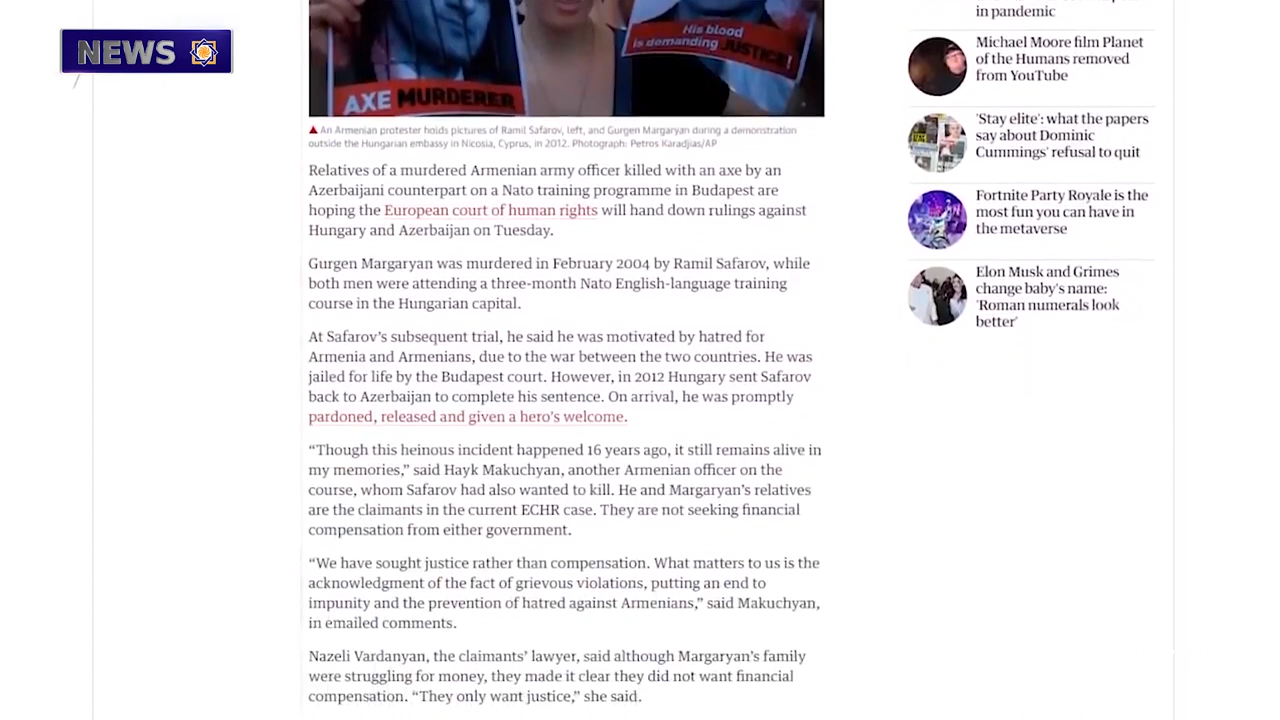 NEWS
His blood
is demanding JUSTICE!
AXE MURDERER
An Armenian protester holds pictures of Ramil Safarov, left, and Gurgen Margaryan during a demonstration
outside the Hungarian embassy in Nicosia, Cyprus, in 2012. Photograph: Petros Karadjias/AP
Relatives of a murdered Armenian army officer killed with an axe by an
Azerbaijani counterpart on a Nato training programme in Budapest are
hoping the European court of human rights will hand down rulings against
Hungary and Azerbaijan on Tuesday.
Gurgen Margaryan was murdered in February 2004 by Ramil Safarov, while
both men were attending a three-month Nato English-language training
course in the Hungarian capital.
At Safarov's subsequent trial, he said he was motivated by hatred for
Armenia and Armenians, due to the war between the two countries. He was
jailed for life by the Budapest court. However, in 2012 Hungary sent Safarov
back to Azerbaijan to complete his sentence. On arrival, he was promptly
pardoned, released and given a hero's welcome.
“Though this heinous incident happened 16 years ago, it still remains alive in
my memories,” said Hayk Makuchyan, another Armenian officer on the
course, whom Safarov had also wanted to kill. He and Margaryan's relatives
are the claimants in the current ECHR case. They are not seeking financial
compensation from either government.
“We have sought justice rather than compensation. What matters to us is the
acknowledgment of the fact of grievous violations, putting an end to
impunity and the prevention of hatred against Armenians,” said Makuchyan,
in emailed comments.
Nazeli Vardanyan, the claimants' lawyer, said although Margaryan's family
were struggling for money, they made it clear they did not want financial
compensation. “They only want justice,” she said.
in pandemic
Michael Moore film Planet
of the Humans removed
from YouTube
'Stay elite': what the papers
say about Dominic
Cummings' refusal to quit
Fortnite Party Royale is the
most fun you can have in
the metaverse
Elon Musk and Grimes
change baby's name:
'Roman numerals look
better'